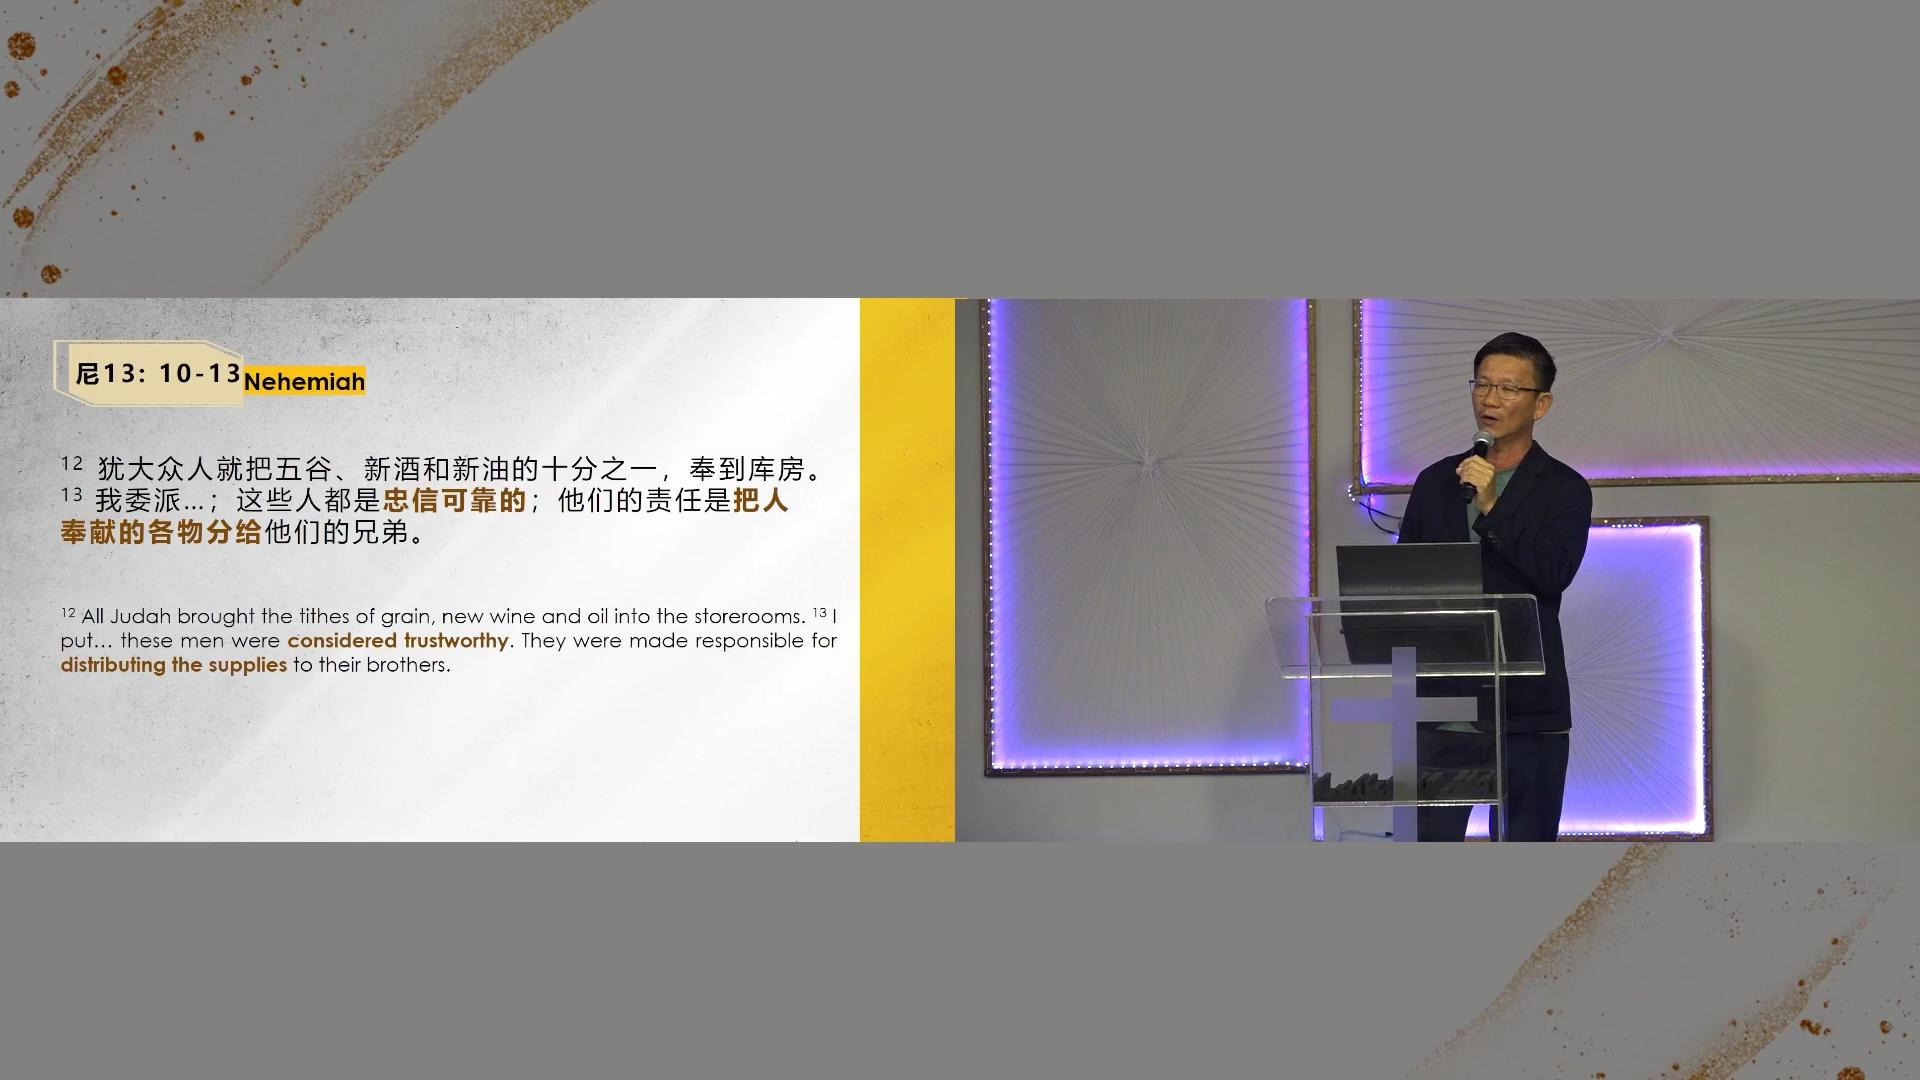 尼13: 10-13 Nehemiah
12 犹大众人就把五谷、新酒和新油的十分之一，奉到库房。
13 我委派...；这些人都是忠信可靠的；他们的责任是把人
奉献的各物分给他们的兄弟。
12 All Judah brought the tithes of grain, new wine and oil into the storerooms. 13 I
put... these men were considered trustworthy. They were made responsible for
distributing the supplies to their brothers.